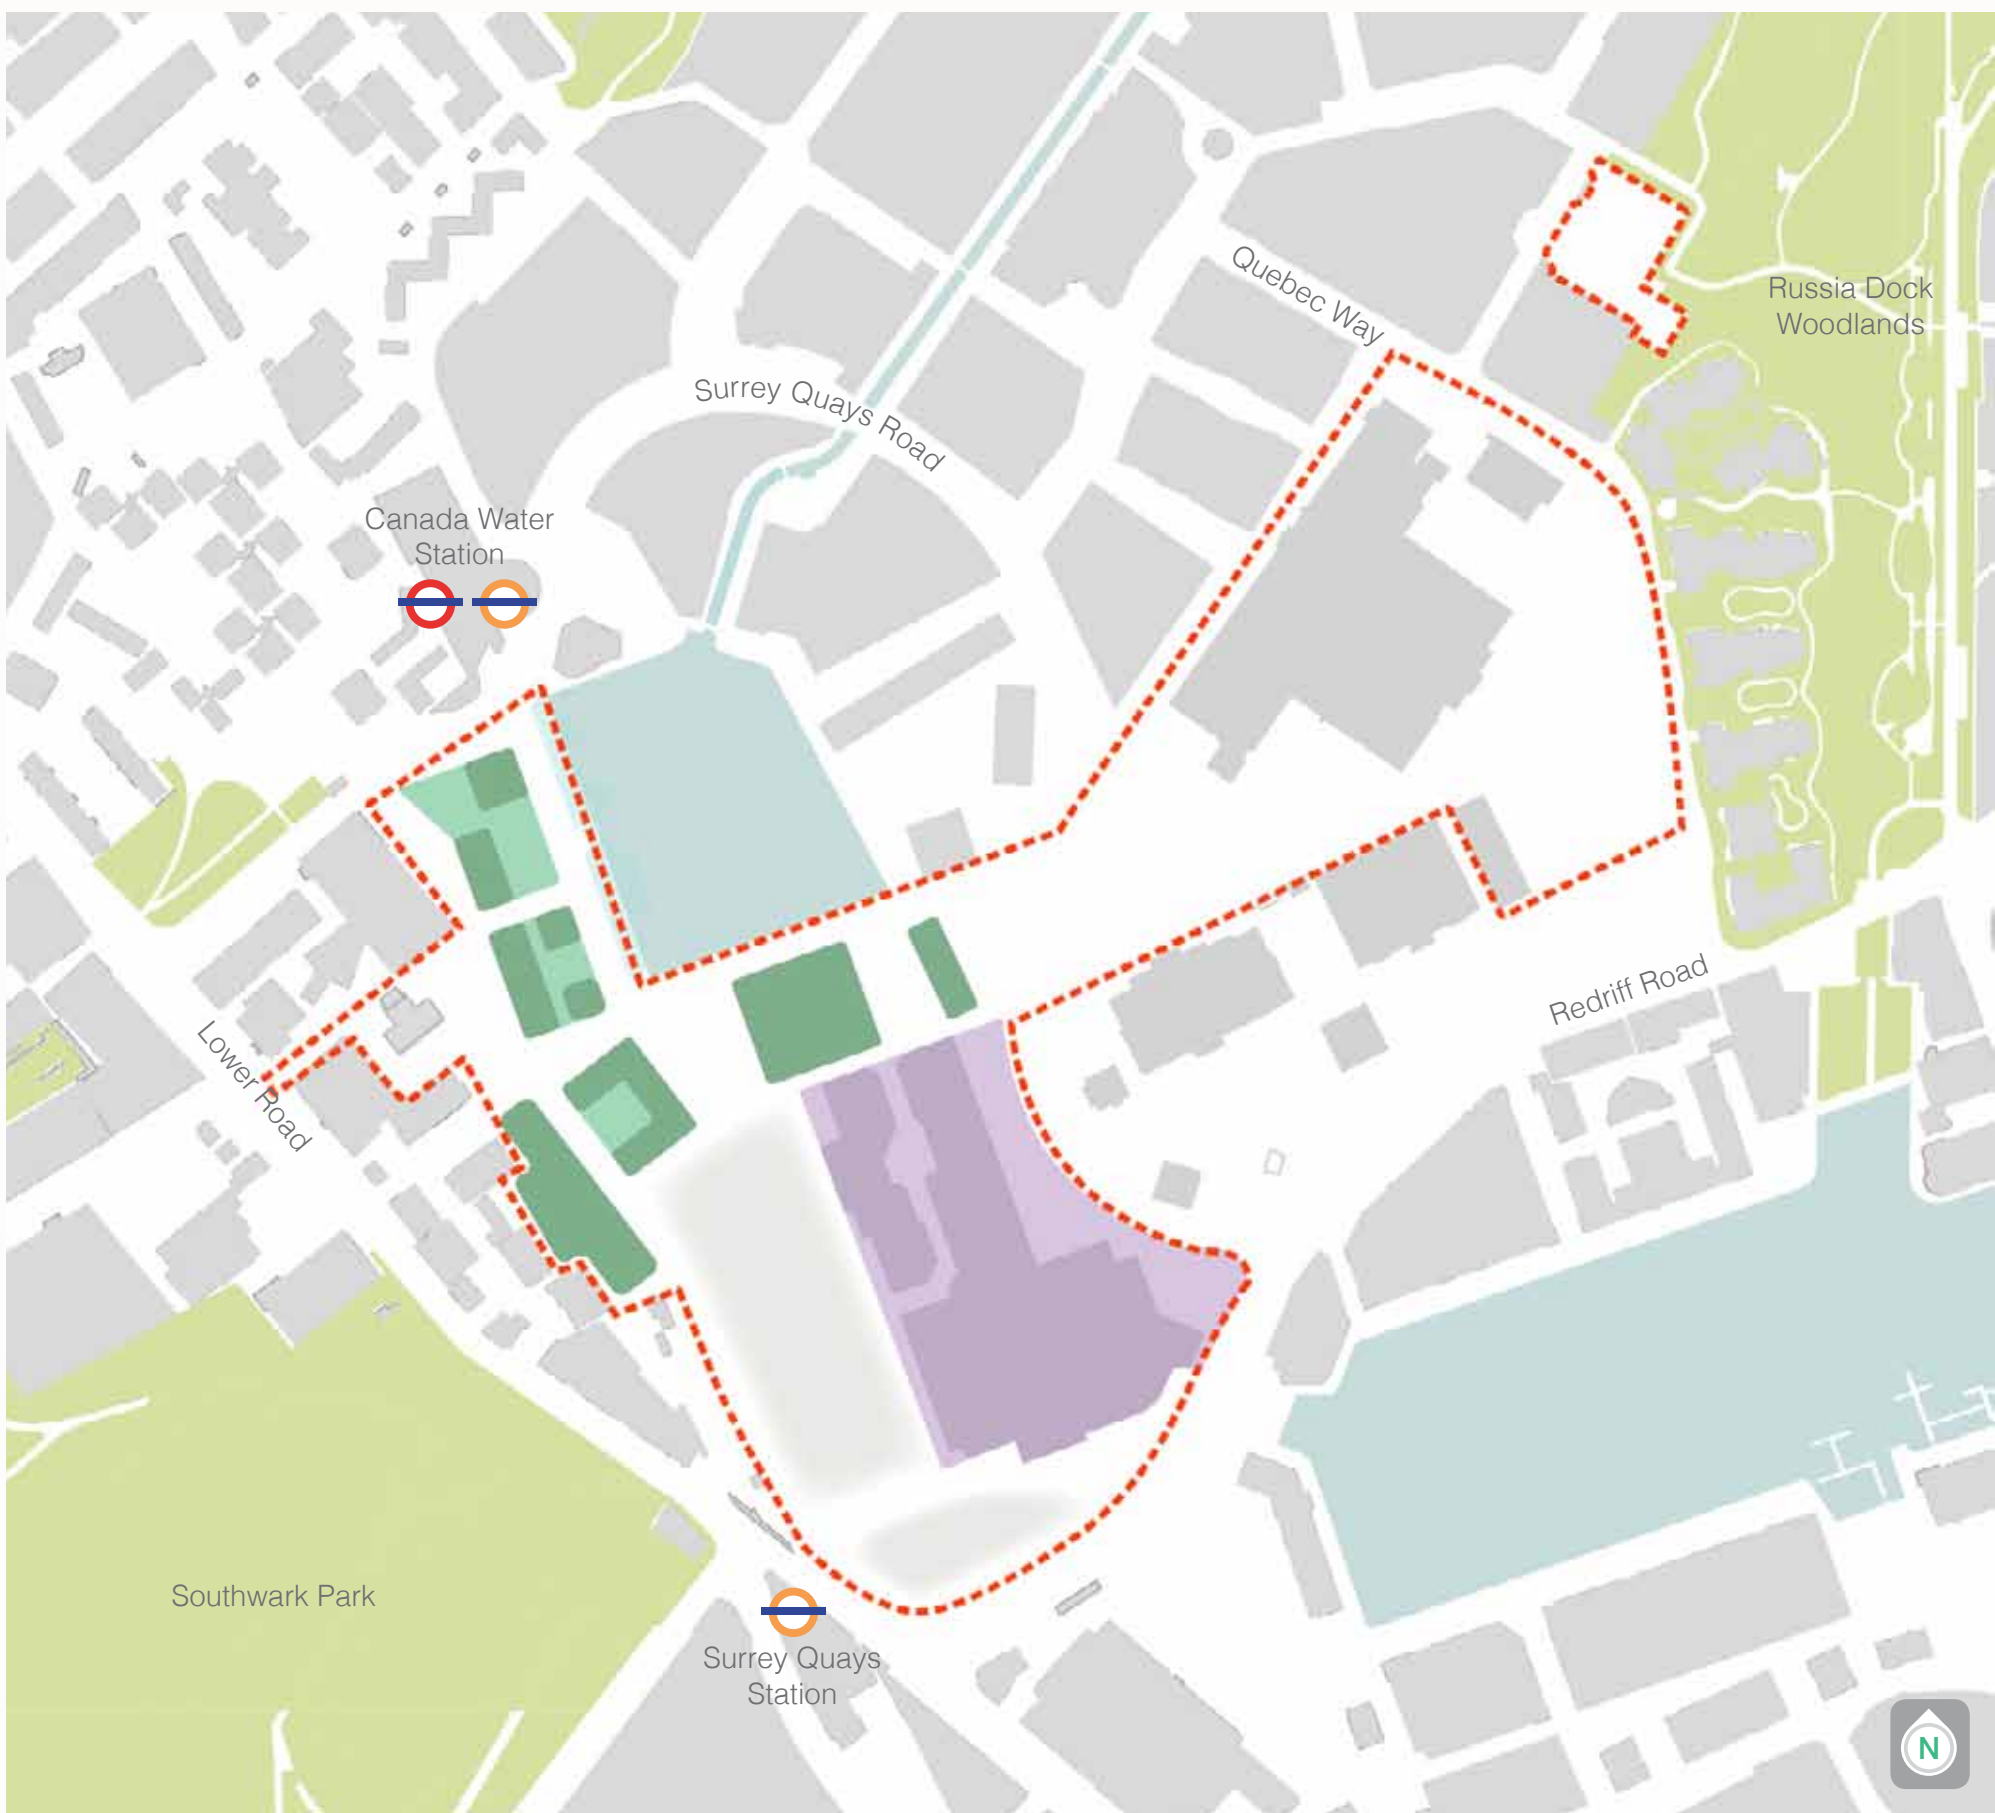 Quebec Way
Russia Dock
Woodlands
Surrey Quays Road
Canada Water
Station
Redriff Road
Lower Road
Southwark Park
Surrey Quays
Station
N